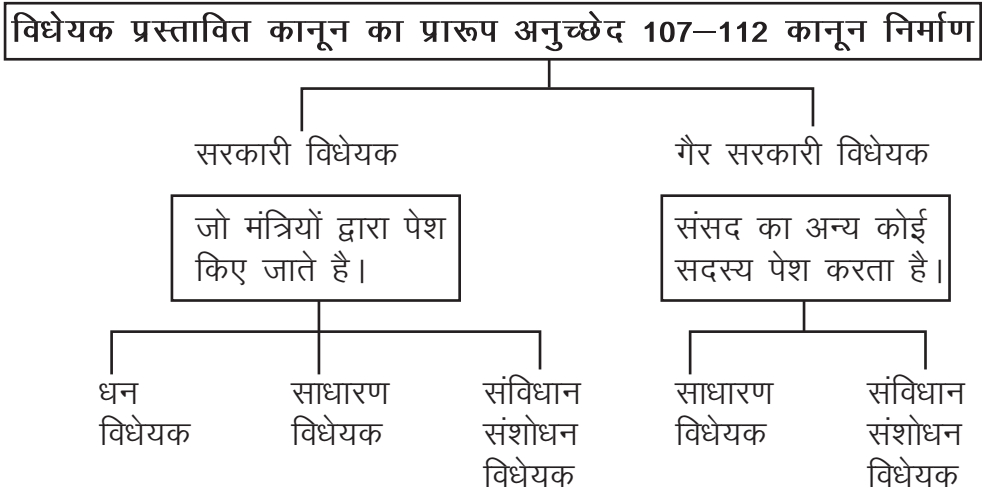 विधेयक प्रस्तावित कानून का प्रारूप अनुच्छेद 107–112 कानून निर्माण
सरकारी विधेयक
गैर सरकारी विधेयक
जो मंत्रियों द्वारा पेश
किए जाते है।
संसद का अन्य कोई
सदस्य पेश करता है।
धन
विधेयक
साधारण
विधेयक
संविधान
संशोधन
विधेयक
साधारण
विधेयक
संविधान
संशोधन
विधेयक